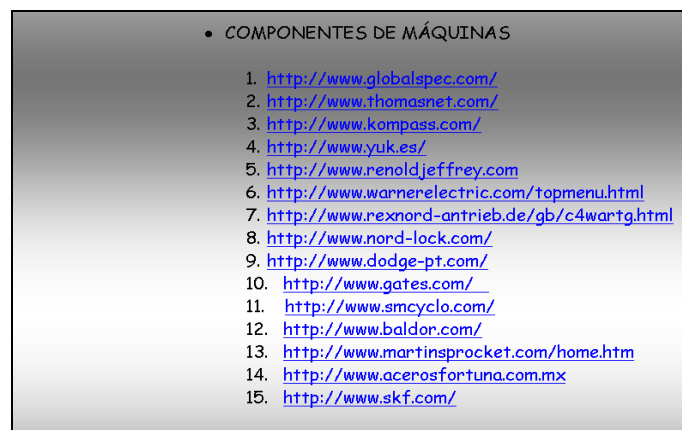 • COMPONENTES DE MÁQUINAS
1. http://www.globalspec.com/
2. http://www.thomasnet.com/
3. http://www.kompass.com/
4. http://www.yuk.es/
5. http://www.renoldjeffrey.com
6. http://www.warnerelectric.com/topmenu.html
7. http://www.rexnord-antrieb.de/gb/c4wartg.html
8. http://www.nord-lock.com/
9. http://www.dodge-pt.com/
10. http://www.gates.com/
11. http://www.smcyclo.com/
12. http://www.baldor.com/
13. http://www.martinsprocket.com/home.htm
14. http://www.acerosfortuna.com.mx
15. http://www.skf.com/